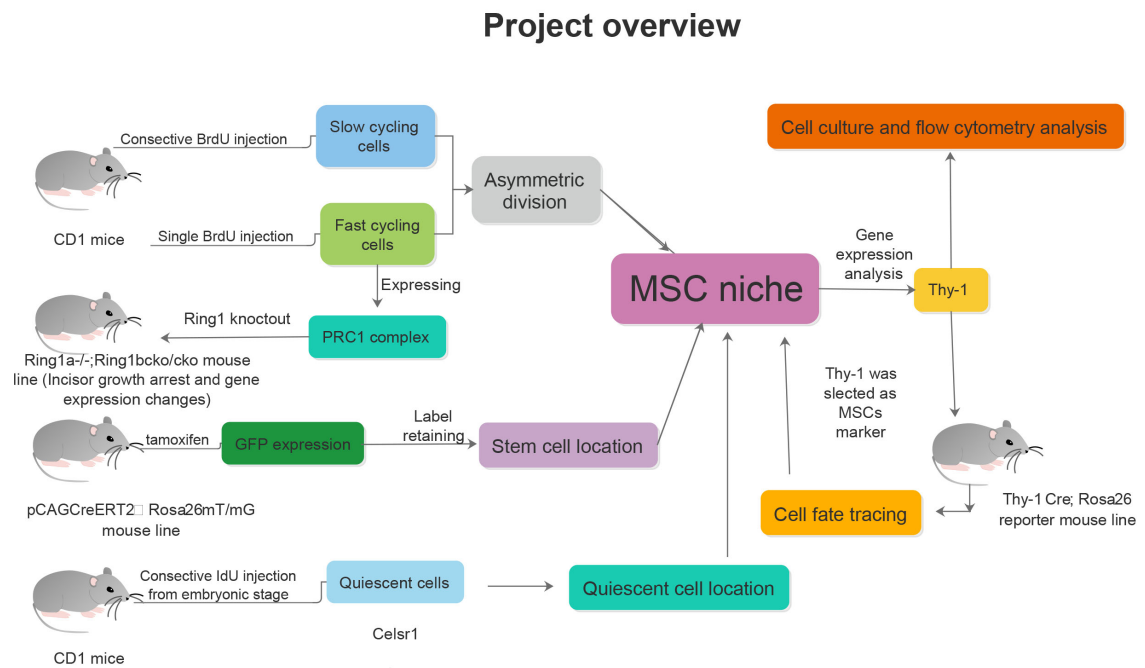 Project overview
Consective BrdU injection
Slow cycling
cells
Cell culture and flow cytometry analysis
Asymmetric
division
CD1 mice
Single BrdU injection
Fast cycling
cells
Expressing
Gene
expression
analysis
MSC niche
Thy-1
Ring1 knoctout
PRC1 complex
Ring1a-/-;Ring1bcko/cko mouse
line (Incisor growth arrest and gene
expression changes)
Thy-1 was
slected as
MSCs
marker
tamoxifen
GFP expression
Label
retaining
Stem cell location
pCAGCreERT2□ Rosa26mT/mG
mouse line
Cell fate tracing
Thy-1 Cre; Rosa26
reporter mouse line
Consective IdU injection
from embryonic stage
Quiescent cells
Quiescent cell location
Celsr1
CD1 mice